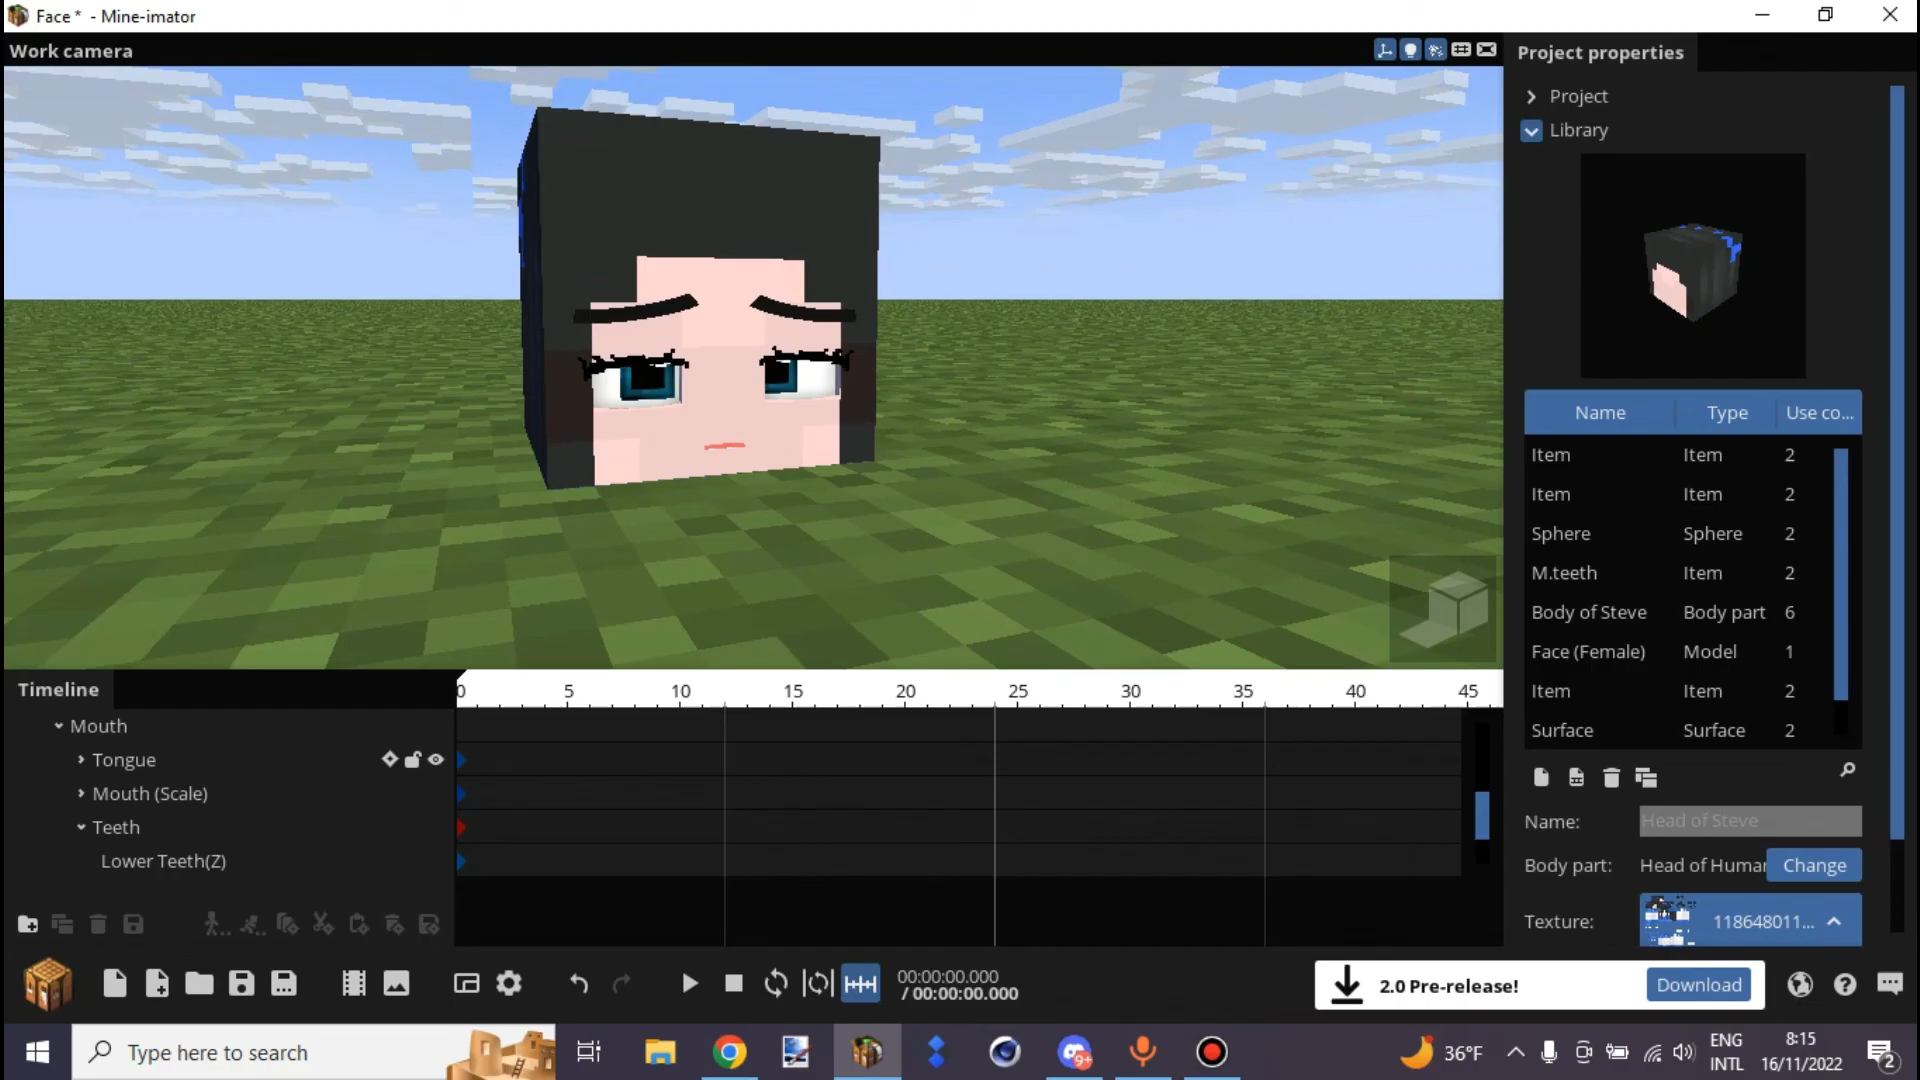 Face * - Mine-imator
Work camera
Project properties
Project
Library
Name Type Use co...
Item Item 2
Item Item 2
Sphere Sphere 2
M.teeth Item 2
Body of Steve Body part 6
Face (Female) Model 1
Item Item 2
Surface Surface 2
Name: Head of Steve
Body part: Head of Human Change
Texture: 118648011...
Timeline
0 5 10 15 20 25 30 35 40 45
Mouth
Tongue
Mouth (Scale)
Teeth
Lower Teeth(Z)
00:00:00.000
/ 00:00:00.000
2.0 Pre-release! Download
Type here to search
9+
36°F
ENG
INTL
8:15
16/11/2022
2